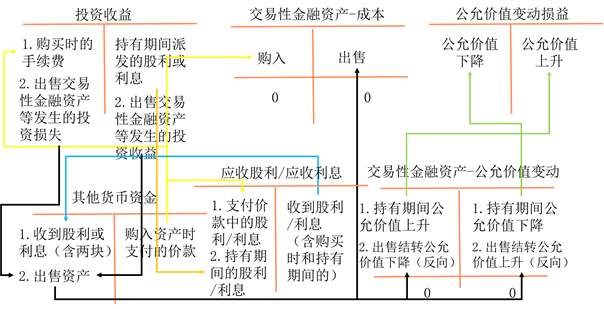 投资收益
1.购买时的
手续费
2.出售交易
性金融资产
等发生的投
资损失
持有期间派
发的股利或
利息
2.出售交易
性金融资产
等发生的投
资收益
交易性金融资产-成本
购入
出售
0
0
公允价值变动损益
公允价值
下降
公允价值
上升
其他货币资金
1.收到股利或
利息（含两块）
2.出售资产
购入资产时
支付的价款
应收股利/应收利息
1.支付价
款中的股
利/利息
2.持有期
间的股利
/利息
收到股利
/利息
（含购买
时和持有
期间的）
交易性金融资产-公允价值变动
1.持有期间公
允价值上升
2.出售结转公允
价值下降（反向）
1.持有期间公
允价值下降
2.出售结转公允
价值上升（反向）
0
0